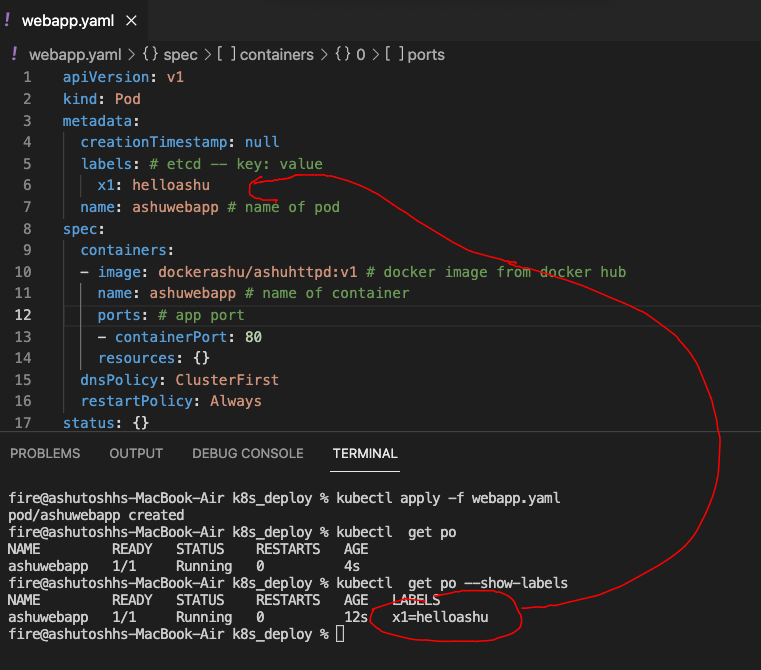 ! webapp.yaml ×
! webapp.yaml > {} spec > [ ] containers > {} 0 > [ ] ports
1 apiVersion: v1
2 kind: Pod
3 metadata:
4 creationTimestamp: null
5 labels: # etcd -- key: value
6 x1: helloashu
7 name: ashuwebapp # name of pod
8 spec:
9 containers:
10 - image: dockerashu/ashuhttpd:v1 # docker image from docker hub
11 name: ashuwebapp # name of container
12 ports: # app port
13 - containerPort: 80
14 resources: {}
15 dnsPolicy: ClusterFirst
16 restartPolicy: Always
17 status: {}
PROBLEMS OUTPUT DEBUG CONSOLE TERMINAL
fire@ashutoshhs-MacBook-Air k8s_deploy % kubectl apply -f webapp.yaml
pod/ashuwebapp created
fire@ashutoshhs-MacBook-Air k8s_deploy % kubectl  get po
NAME READY STATUS RESTARTS AGE
ashuwebapp 1/1 Running 0 4s
fire@ashutoshhs-MacBook-Air k8s_deploy % kubectl  get po --show-labels
NAME READY STATUS RESTARTS AGE LABELS
ashuwebapp 1/1 Running 0 12s x1=helloashu
fire@ashutoshhs-MacBook-Air k8s_deploy %